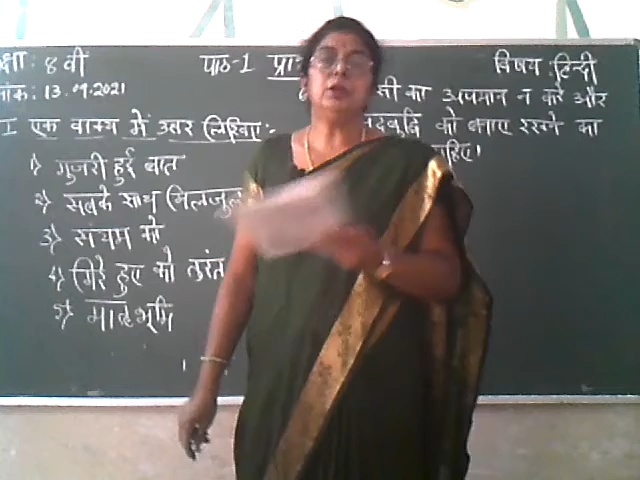 कक्षा: 8 वीं पाठ-1 विषय: हिन्दी
दिनांक: 13.09.2021 का अपमान न करें और
I एक वाक्य में उत्तर लिखिए:- को बनाए रखने का
1) गुजरी हुई बात
2) सबके साथ मिलजुल
3) संयम को
4) गिरे हुए को तुरंत
5) मातृभूमि